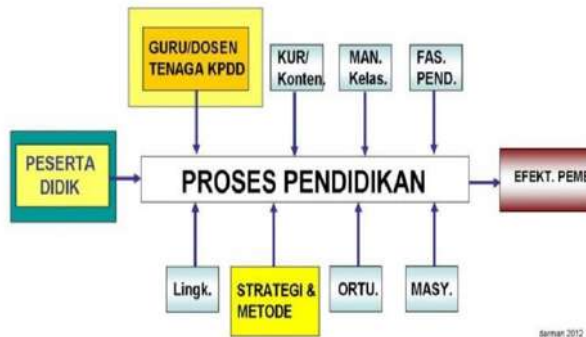 GURU/DOSEN
TENAGA KPDD
KUR/
Konten.
MAN.
Kelas.
FAS.
PEND.
PESERTA
DIDIK
PROSES PENDIDIKAN
EFEKT. PEMB
Lingk.
STRATEGI &
METODE
ORTU.
MASY.
darman 2012